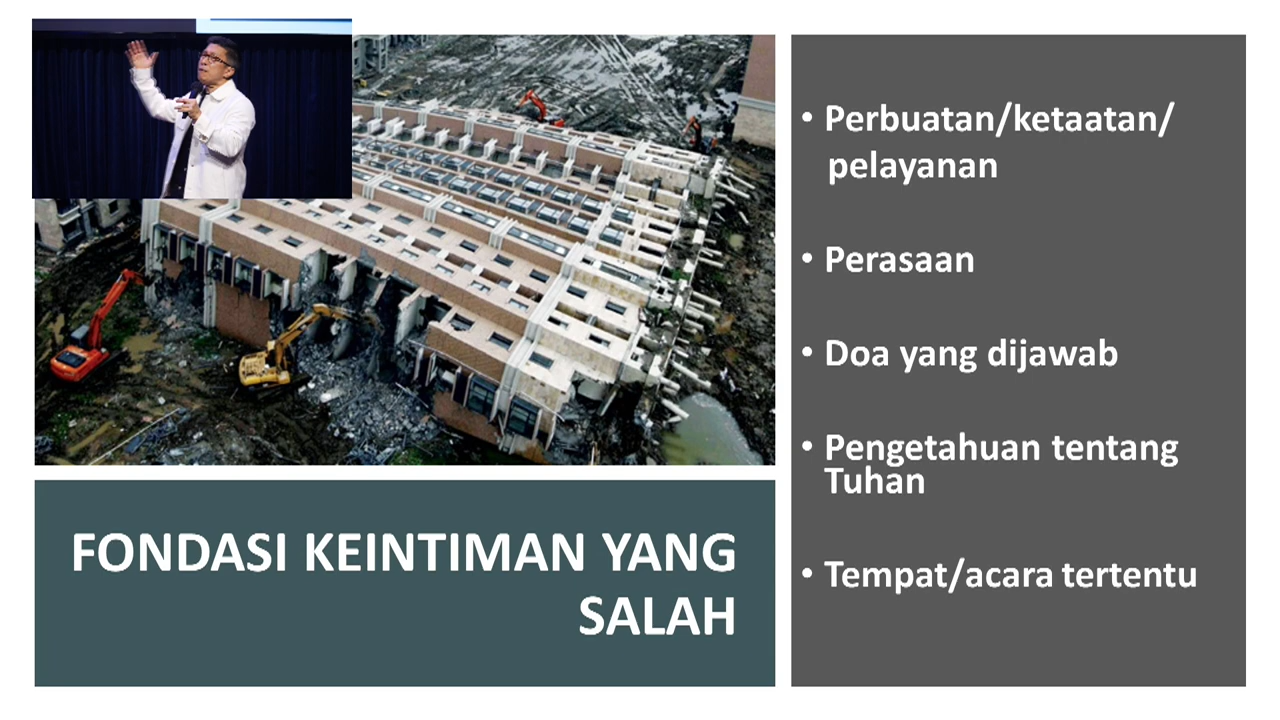 FONDASI KEINTIMAN YANG
SALAH
• Perbuatan/ketaatan/
pelayanan
• Perasaan
• Doa yang dijawab
• Pengetahuan tentang
Tuhan
• Tempat/acara tertentu